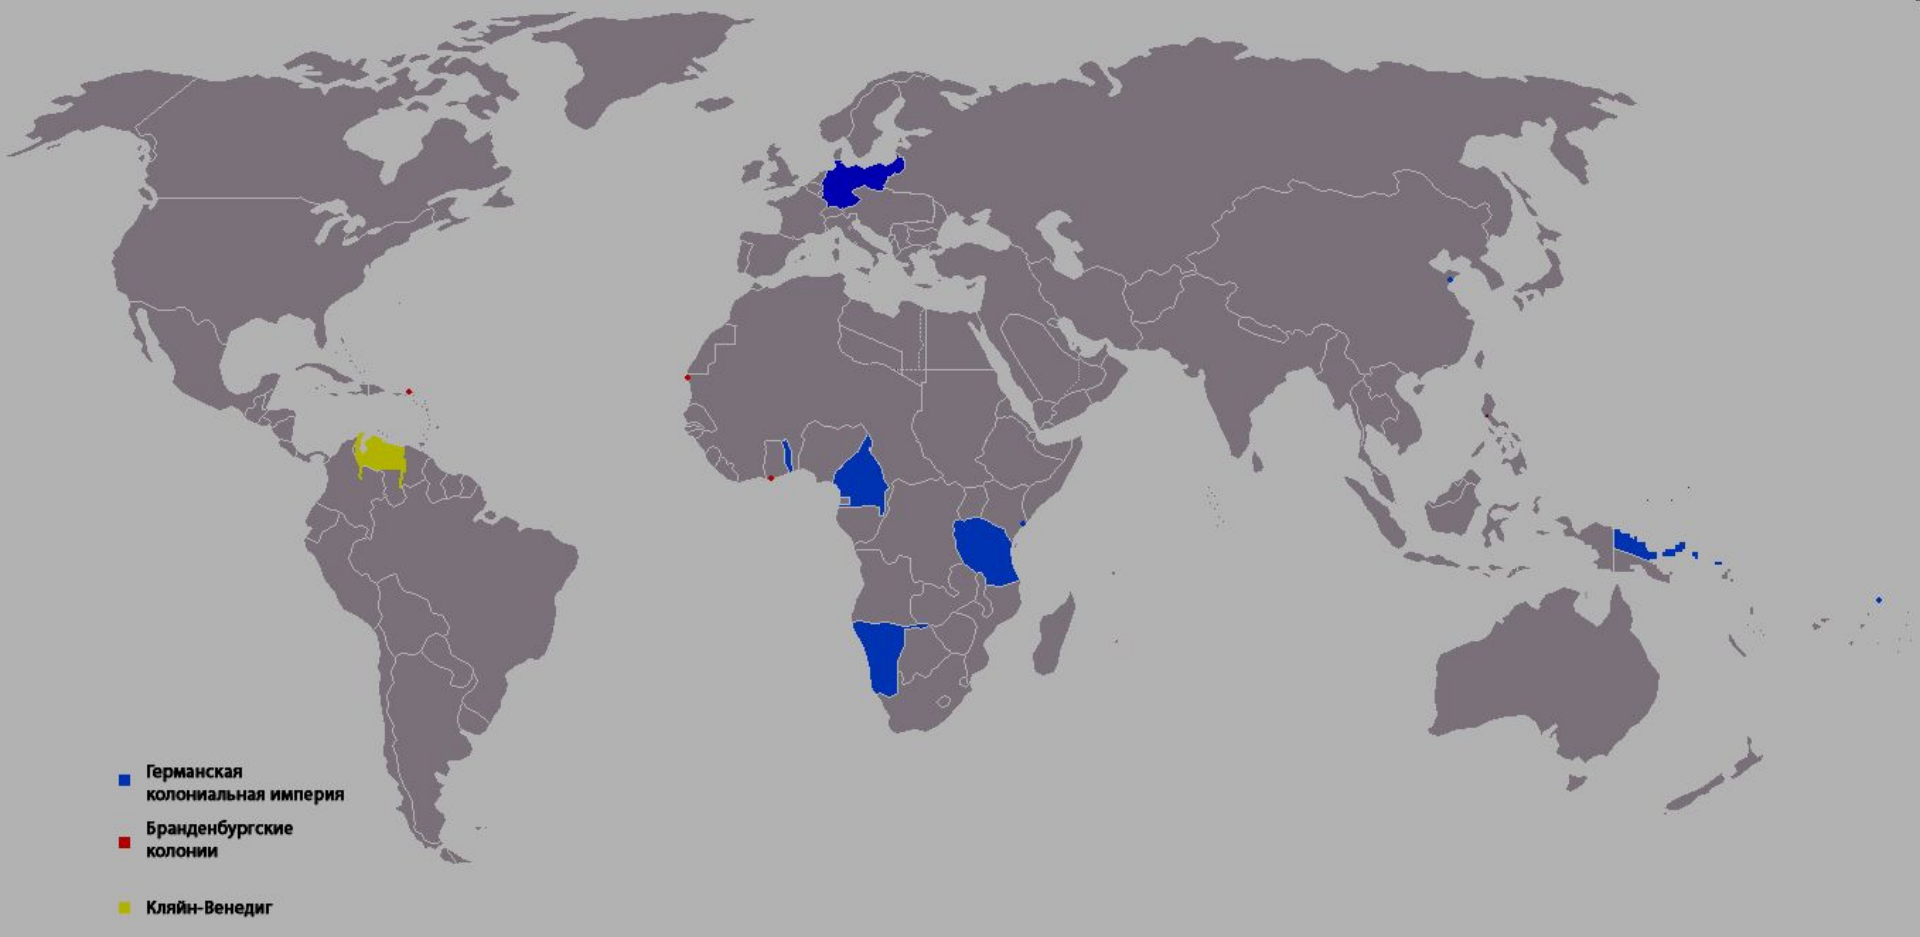 Германская
колониальная империя
Бранденбургские
колонии
Кляйн-Венедиг